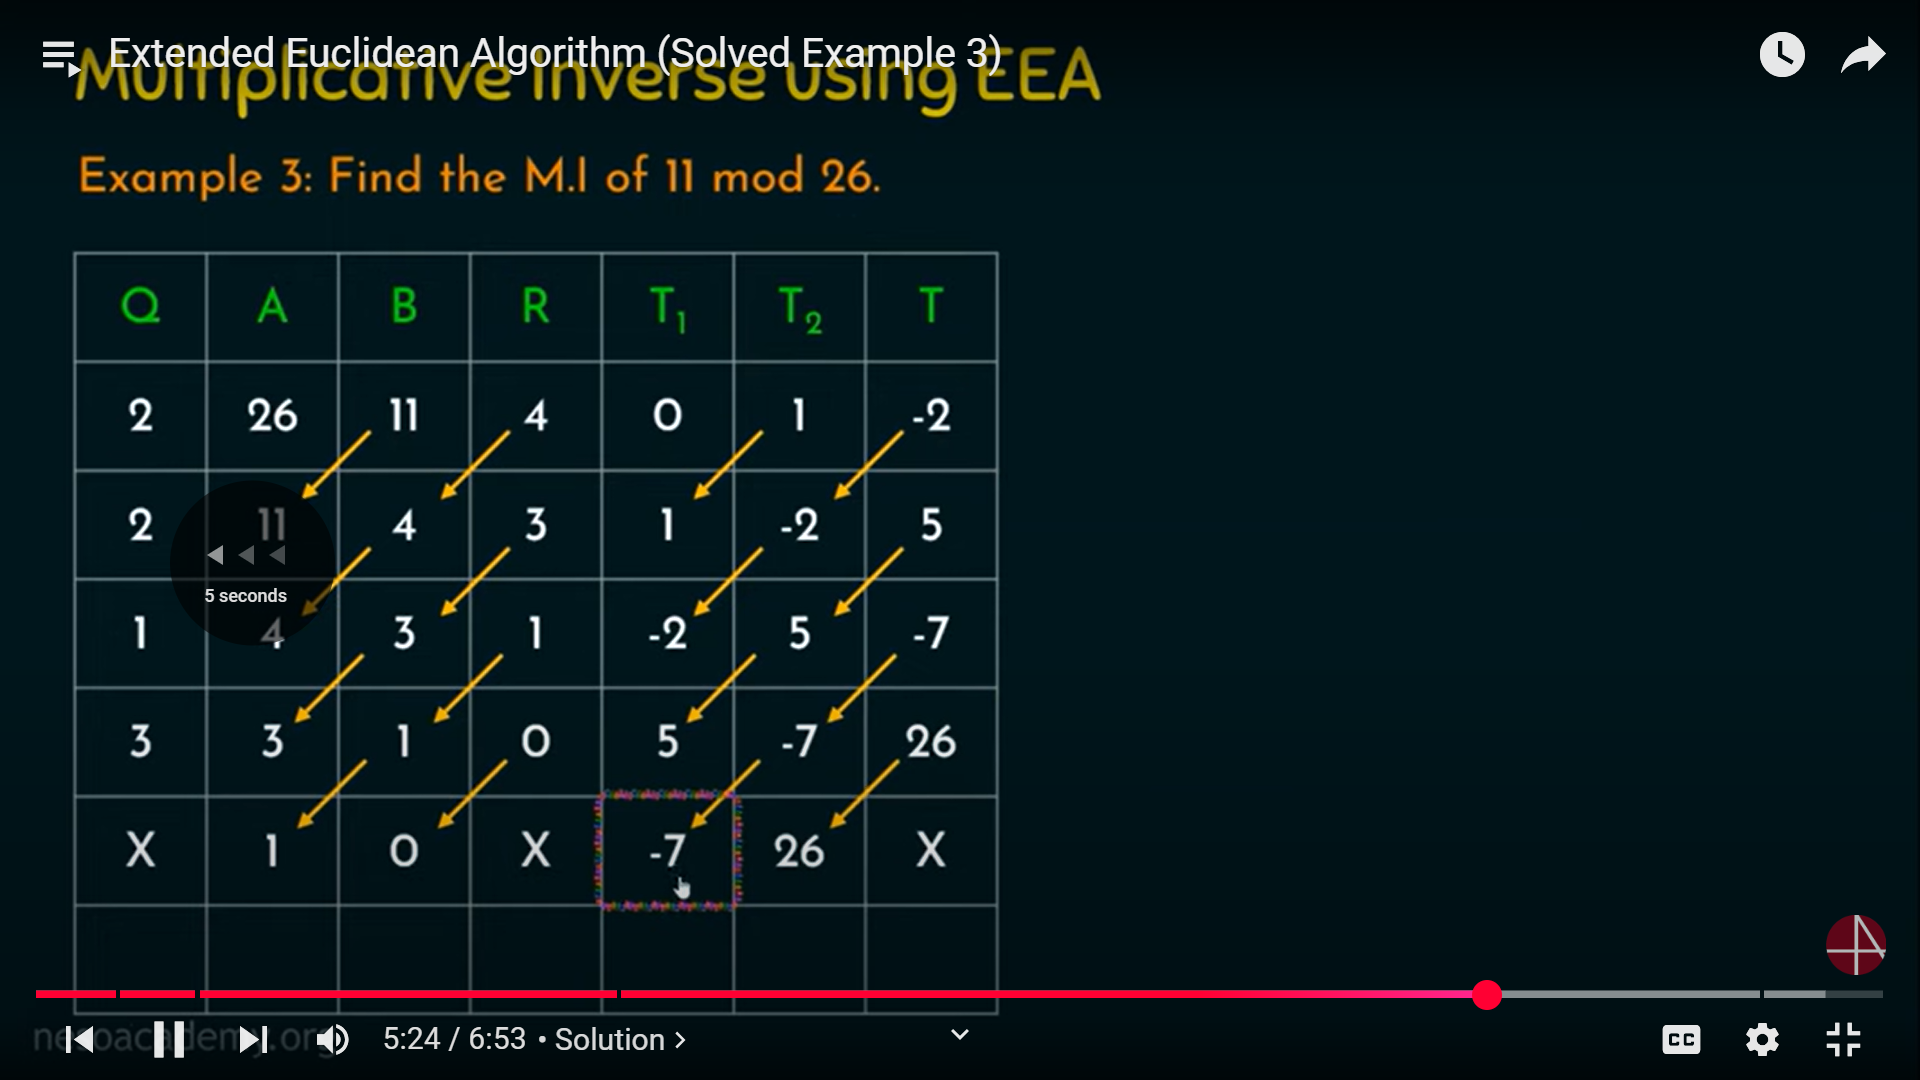 Extended Euclidean Algorithm (Solved Example 3)
Multiplicative Inverse using EEA
Example 3: Find the M.I of 11 mod 26.
Q A B R T₁ T₂ T
2 26 11 4 0 1 -2
2 11 4 3 1 -2 5
5 seconds
1 4 3 1 -2 5 -7
3 3 1 0 5 -7 26
X 1 0 X -7 26 X
nesoacademy.org
5:24 / 6:53 • Solution >
CC